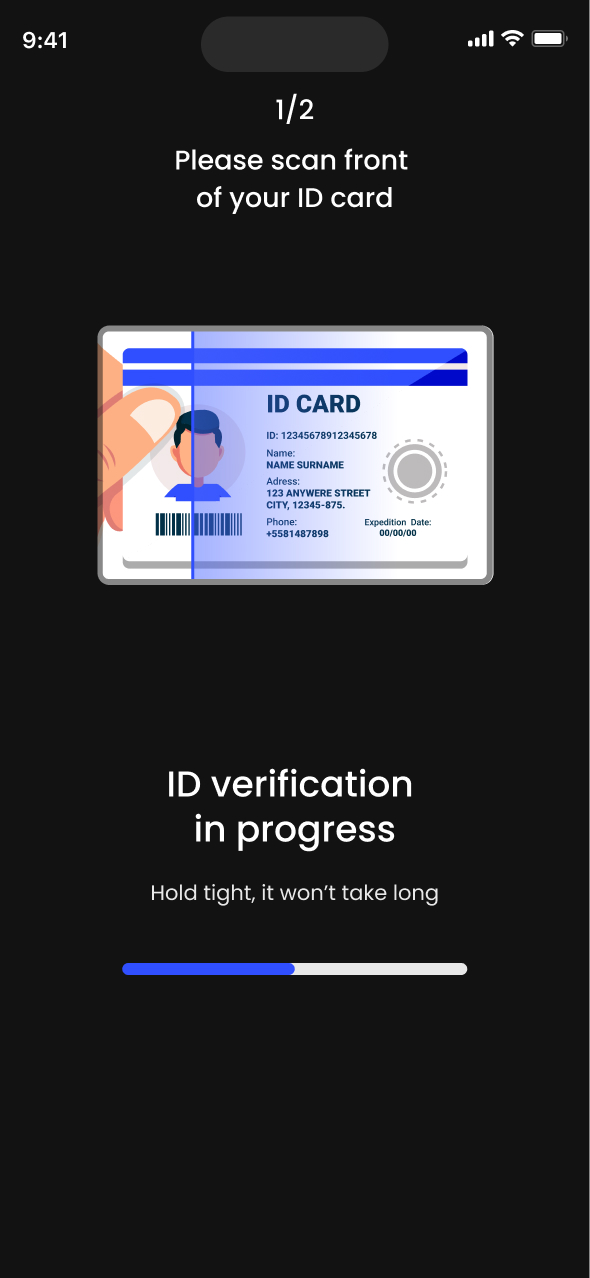 9:41
1/2
Please scan front
of your ID card
ID CARD
ID: 12345678912345678
Name:
NAME SURNAME
Adress:
123 ANYWERE STREET
CITY, 12345-875.
Phone:
+5581487898
Expedition Date:
00/00/00
ID verification
in progress
Hold tight, it won’t take long